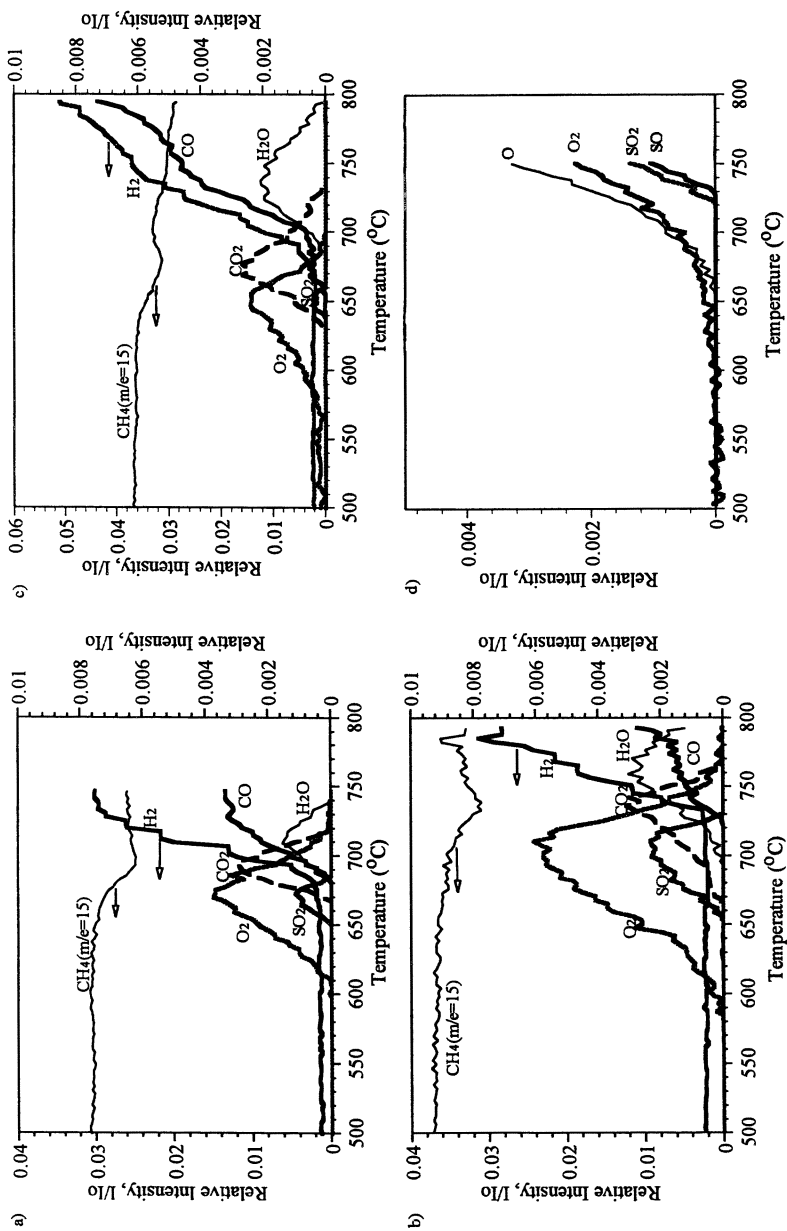 a)
Relative Intensity, I/Io
0.04
0.03
0.02
0.01
0
0.01
0.008
0.006
0.004
0.002
0
Relative Intensity, I/Io
CH4(m/e=15)
H2
CO
CO2
H2O
O2
SO2
500
550
600
650
700
750
800
Temperature (°C)
b)
Relative Intensity, I/Io
0.04
0.03
0.02
0.01
0
0.01
0.008
0.006
0.004
0.002
0
Relative Intensity, I/Io
CH4(m/e=15)
H2
H2O
CO2
CO
O2
SO2
500
550
600
650
700
750
800
Temperature (°C)
c)
Relative Intensity, I/Io
0.06
0.05
0.04
0.03
0.02
0.01
0
0.01
0.008
0.006
0.004
0.002
0
Relative Intensity, I/Io
CH4(m/e=15)
H2
CO
H2O
CO2
SO2
O2
500
550
600
650
700
750
800
Temperature (°C)
d)
Relative Intensity, I/Io
0.004
0.002
0
O
O2
SO2
SO
500
550
600
650
700
750
800
Temperature (°C)